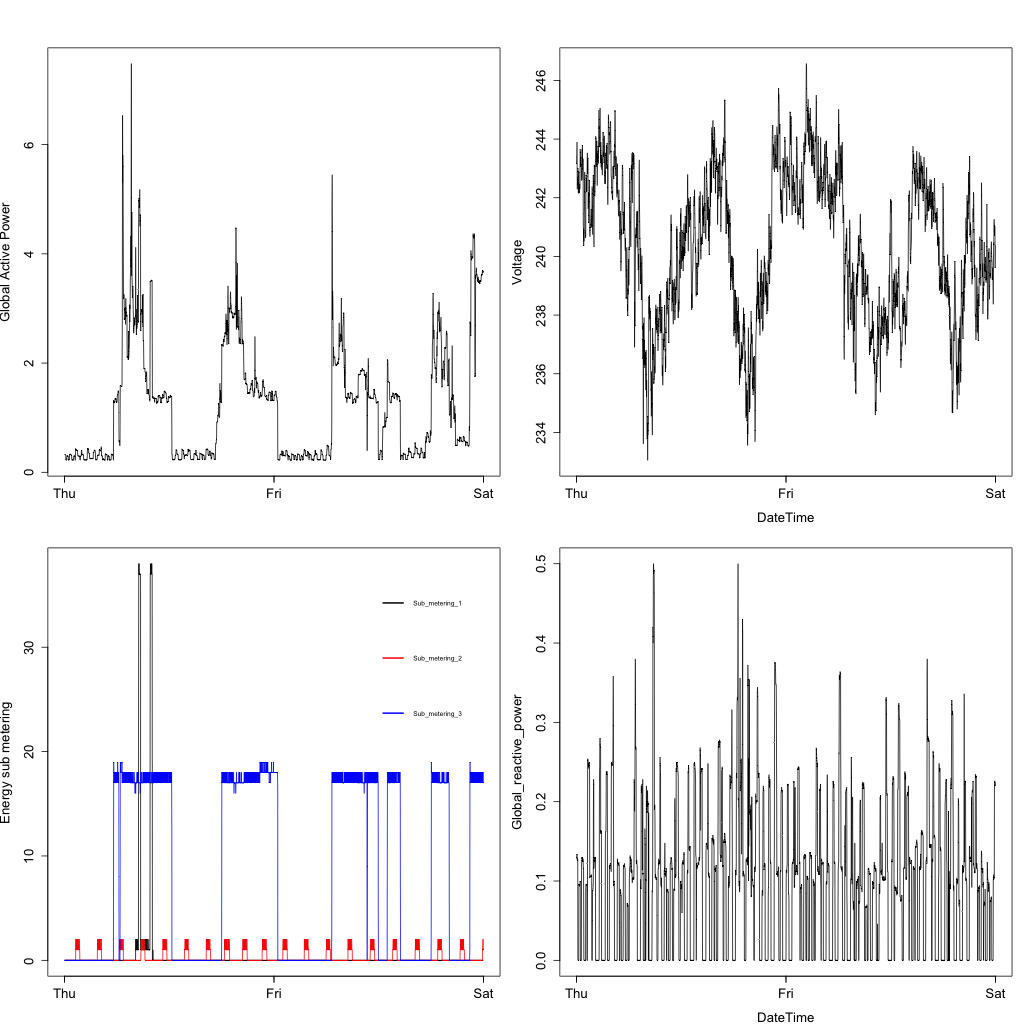 Global Active Power
6
4
2
0
Thu Fri Sat
Voltage
246
244
242
240
238
236
234
Thu Fri Sat
DateTime
Energy sub metering
30
20
10
0
Sub_metering_1
Sub_metering_2
Sub_metering_3
Thu Fri Sat
Global_reactive_power
0.5
0.4
0.3
0.2
0.1
0.0
Thu Fri Sat
DateTime